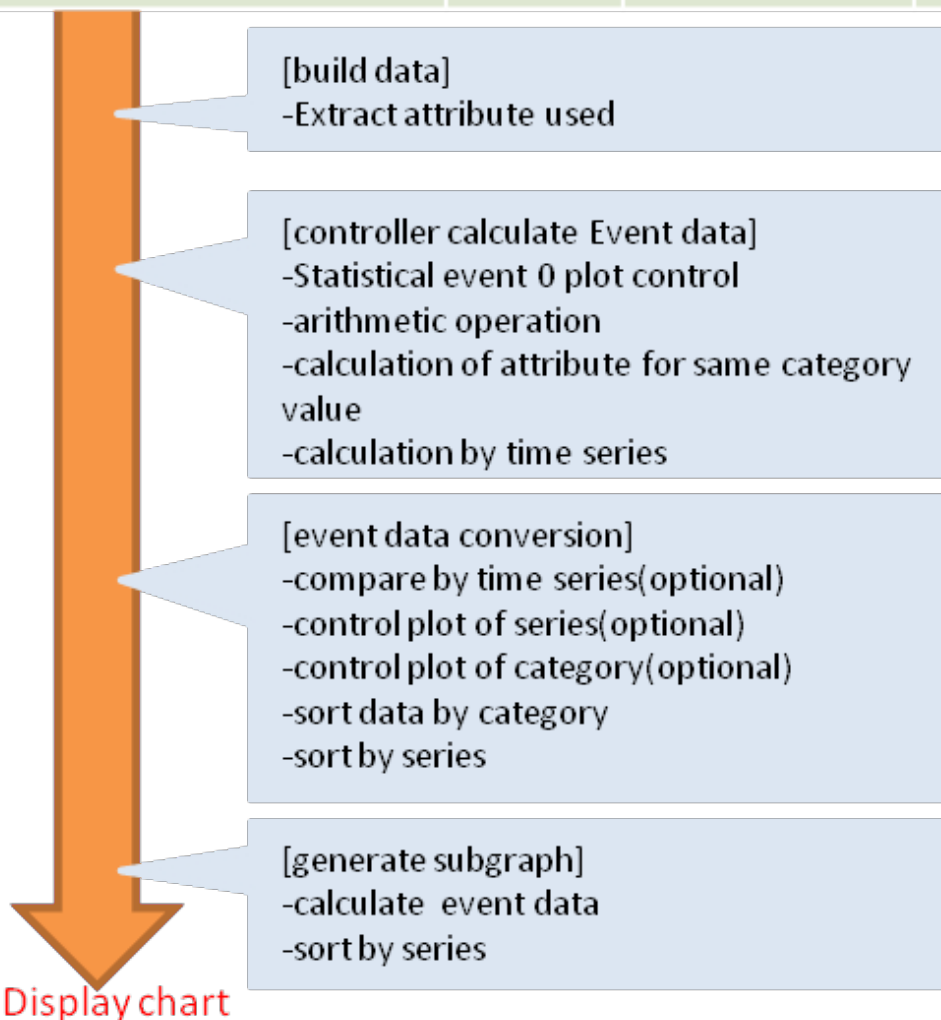 [build data]
-Extract attribute used
[controller calculate Event data]
-Statistical event 0 plot control
-arithmetic operation
-calculation of attribute for same category
value
-calculation by time series
[event data conversion]
-compare by time series(optional)
-control plot of series(optional)
-control plot of category(optional)
-sort data by category
-sort by series
[generate subgraph]
-calculate event data
-sort by series
Display chart